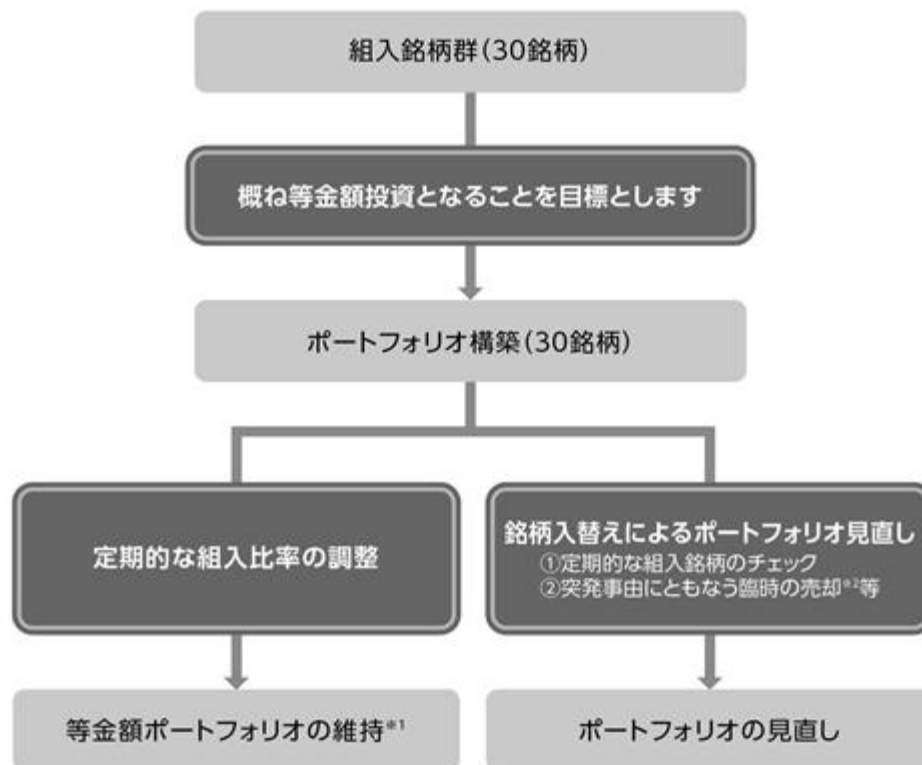 組入銘柄群(30銘柄)
概ね等金額投資となることを目標とします
ポートフォリオ構築(30銘柄)
定期的な組入比率の調整
銘柄入替えによるポートフォリオ見直し
①定期的な組入銘柄のチェック
②突発事由にともなう臨時の売却※2等
等金額ポートフォリオの維持※1
ポートフォリオの見直し